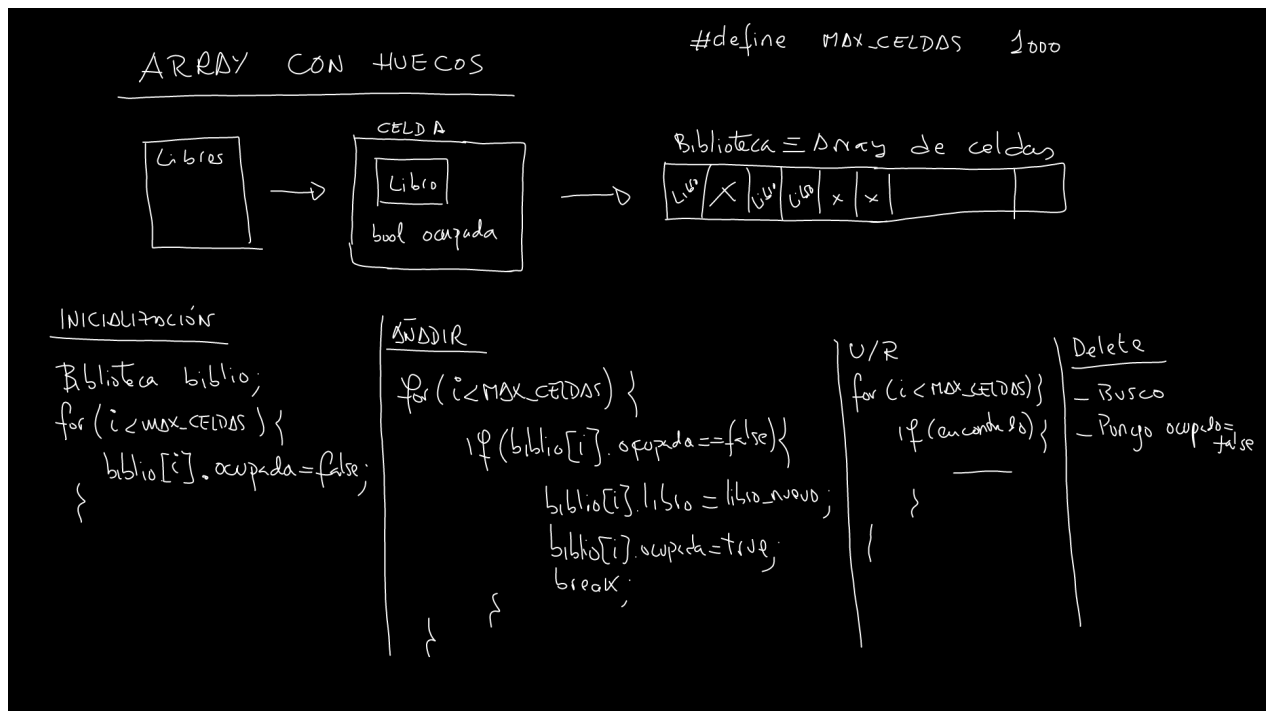 #define MAX_CELDAS 1000
ARRAY CON HUECOS
Libros
CELDA
Libro
bool ocupada
Biblioteca ≡ Array de celdas
Libro X Libro Libro x x
INICIALIZACIÓN
Biblioteca biblio;
for (i < MAX_CELDAS) {
biblio[i].ocupada = false;
}
AÑADIR
for (i < MAX_CELDAS) {
if (biblio[i].ocupada == false) {
biblio[i].libro = libro_nuevo;
biblio[i].ocupada = true;
break;
}
}
U/R
for (i < MAX_CELDAS) {
if (encontrado) {
}
}
Delete
- Busco
- Pongo ocupado =
false